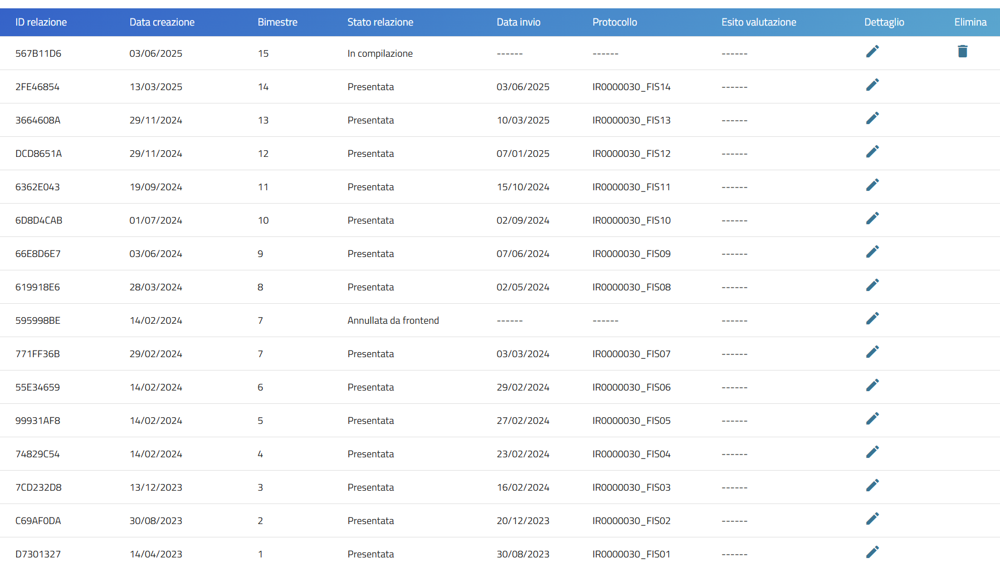 ID relazione Data creazione Bimestre Stato relazione Data invio Protocollo Esito valutazione Dettaglio Elimina
567B11D6 03/06/2025 15 In compilazione ------ ------ ------
2FE46854 13/03/2025 14 Presentata 03/06/2025 IR0000030_FIS14 ------
3664608A 29/11/2024 13 Presentata 10/03/2025 IR0000030_FIS13 ------
DCD8651A 29/11/2024 12 Presentata 07/01/2025 IR0000030_FIS12 ------
6362E043 19/09/2024 11 Presentata 15/10/2024 IR0000030_FIS11 ------
6D8D4CAB 01/07/2024 10 Presentata 02/09/2024 IR0000030_FIS10 ------
66E8D6E7 03/06/2024 9 Presentata 07/06/2024 IR0000030_FIS09 ------
619918E6 28/03/2024 8 Presentata 02/05/2024 IR0000030_FIS08 ------
595998BE 14/02/2024 7 Annullata da frontend ------ ------ ------
771FF36B 29/02/2024 7 Presentata 03/03/2024 IR0000030_FIS07 ------
55E34659 14/02/2024 6 Presentata 29/02/2024 IR0000030_FIS06 ------
99931AF8 14/02/2024 5 Presentata 27/02/2024 IR0000030_FIS05 ------
74829C54 14/02/2024 4 Presentata 23/02/2024 IR0000030_FIS04 ------
7CD232D8 13/12/2023 3 Presentata 16/02/2024 IR0000030_FIS03 ------
C69AF0DA 30/08/2023 2 Presentata 20/12/2023 IR0000030_FIS02 ------
D7301327 14/04/2023 1 Presentata 30/08/2023 IR0000030_FIS01 ------